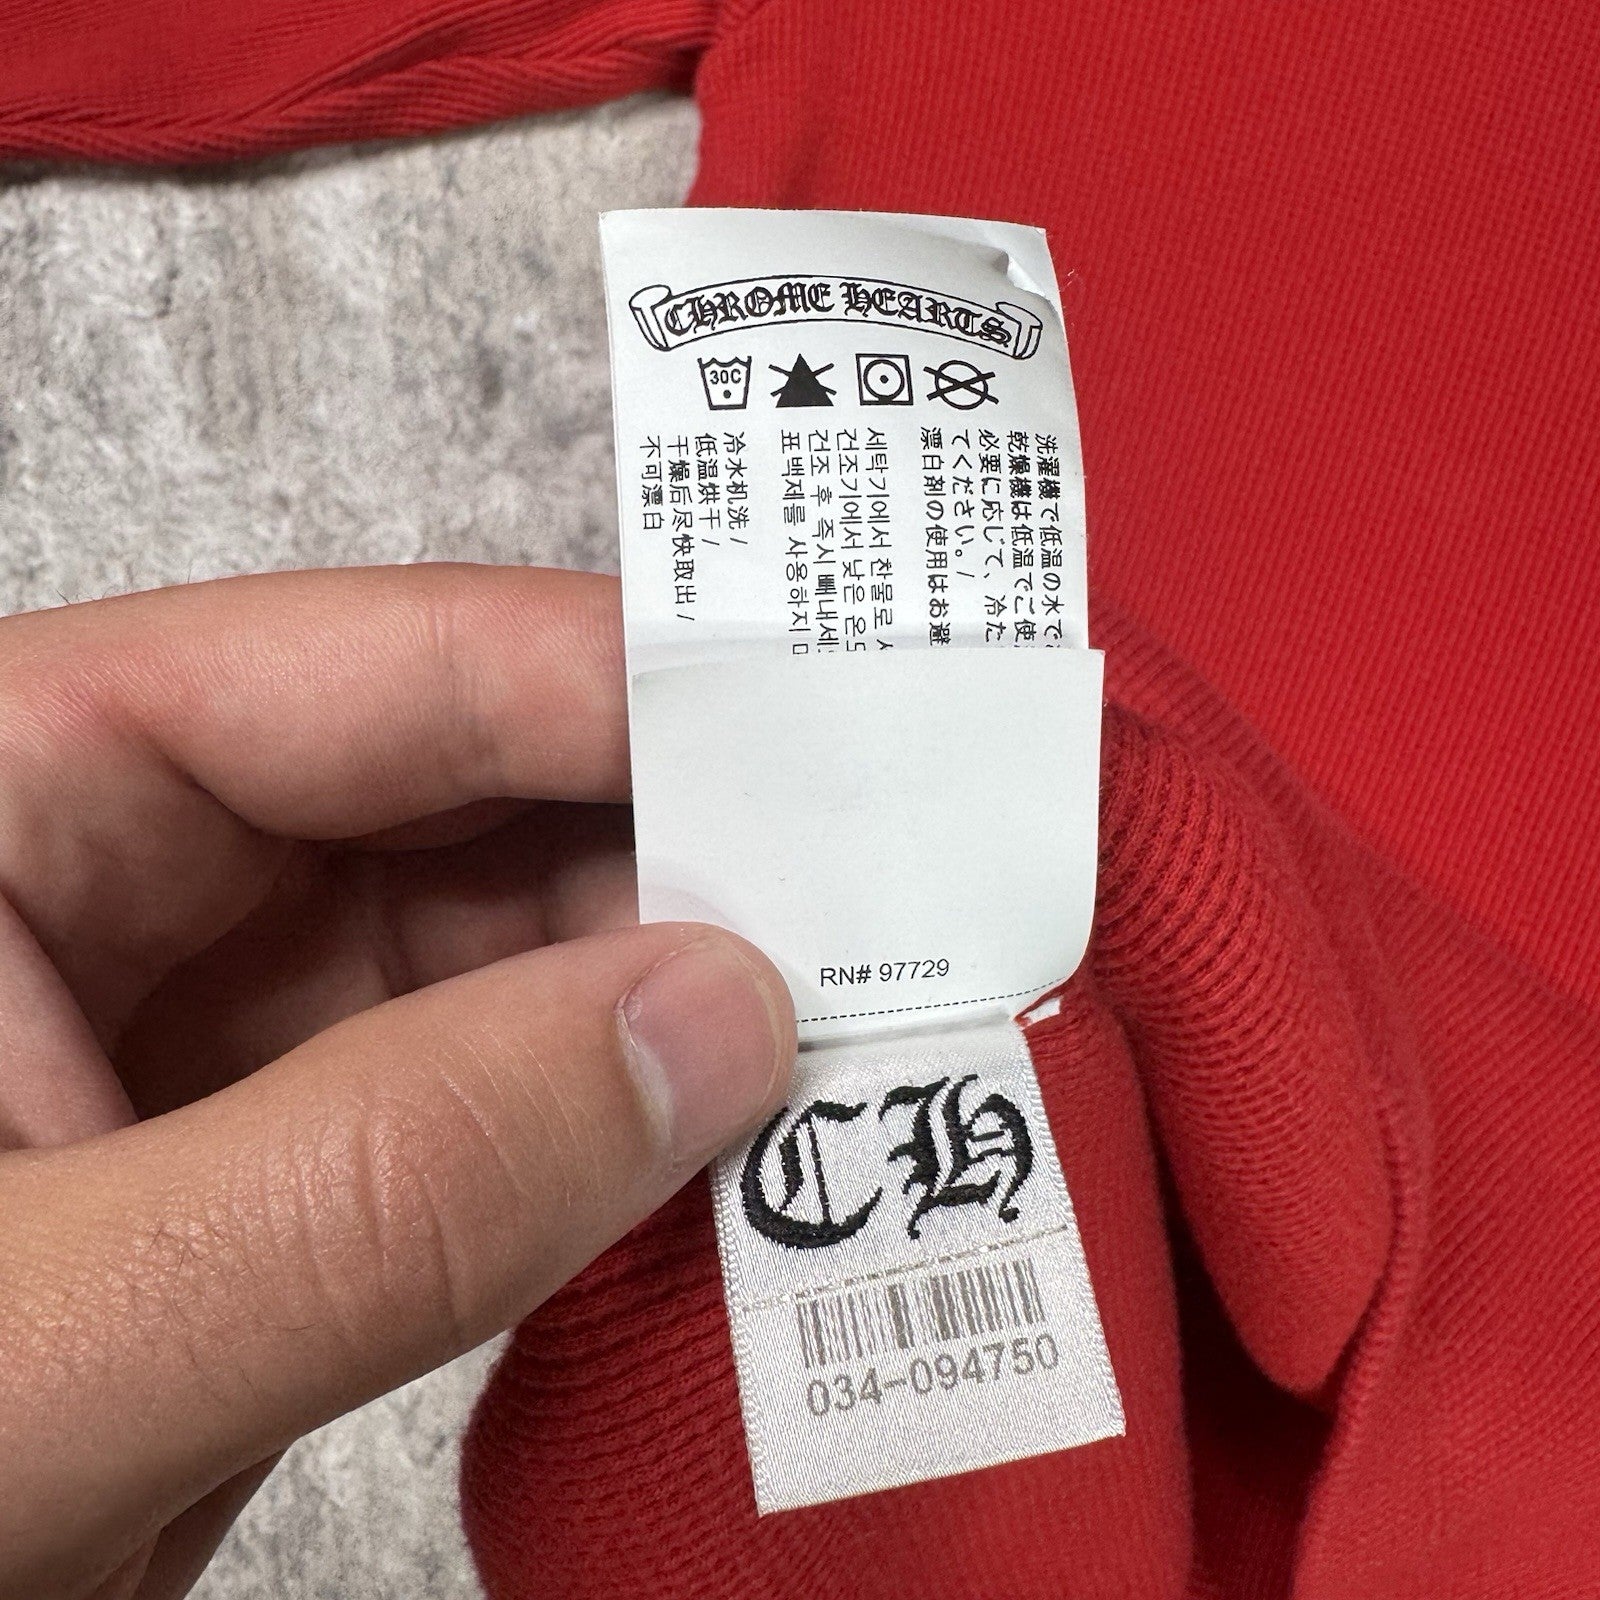 CHROME HEARTS
30C
洗濯機で低温の水で
乾燥機は低温でご使
必要に応じて、冷た
てください。/
漂白剤の使用はお避
세탁기에서 찬물로
건조기에서 낮은 온
건조 후 즉시 빼내세
표백제를 사용하지
冷水机洗 /
低温烘干 /
干燥后尽快取出 /
不可漂白
RN# 97729
CH
034-094750